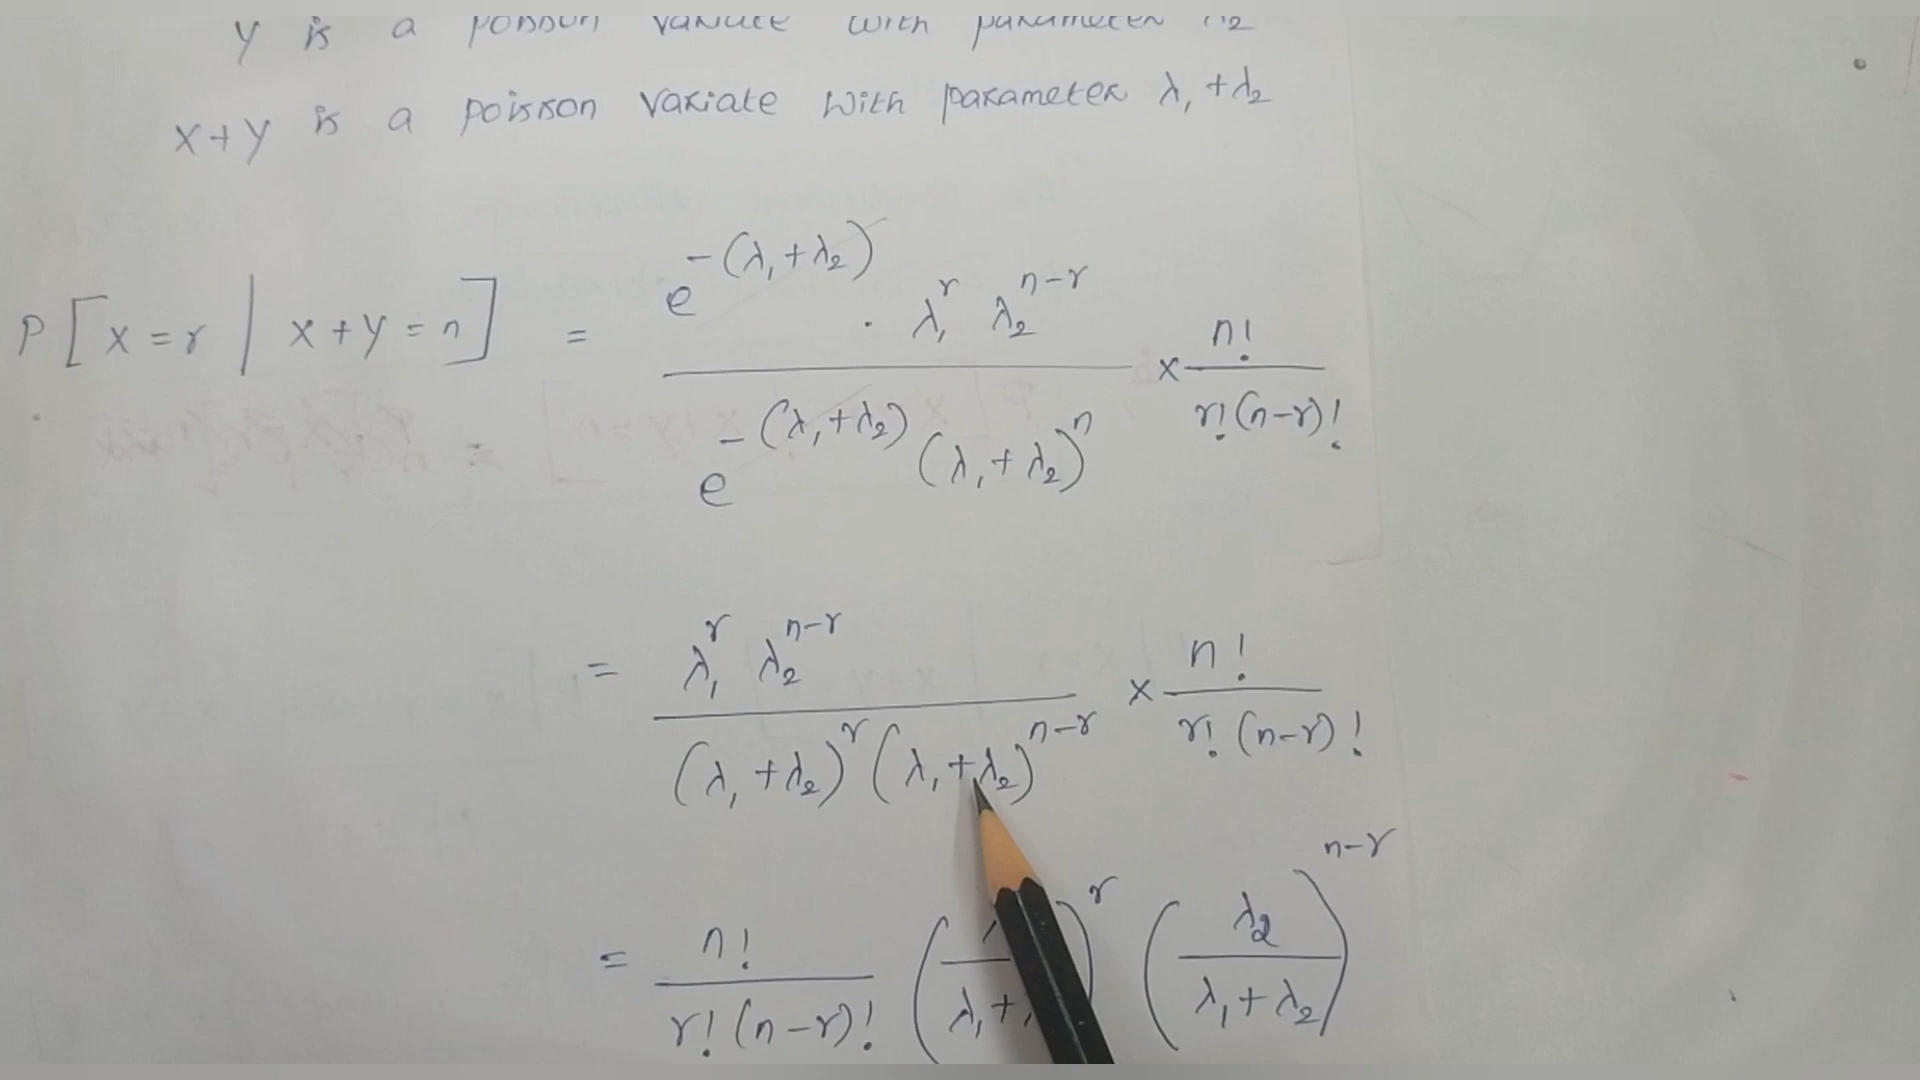 y is a poisson variate with parameter λ₂
x+y is a poisson variate with parameter λ₁+λ₂
P[x=r | x+y=n] = e^{-(λ₁+λ₂)} · λ₁^r λ₂^{n-r} / e^{-(λ₁+λ₂)} (λ₁+λ₂)^n × n! / r!(n-r)!
= λ₁^r λ₂^{n-r} / (λ₁+λ₂)^r (λ₁+λ₂)^{n-r} × n! / r!(n-r)!
= n! / r!(n-r)! ( / λ₁+ )^r (λ₂ / λ₁+λ₂)^{n-r}